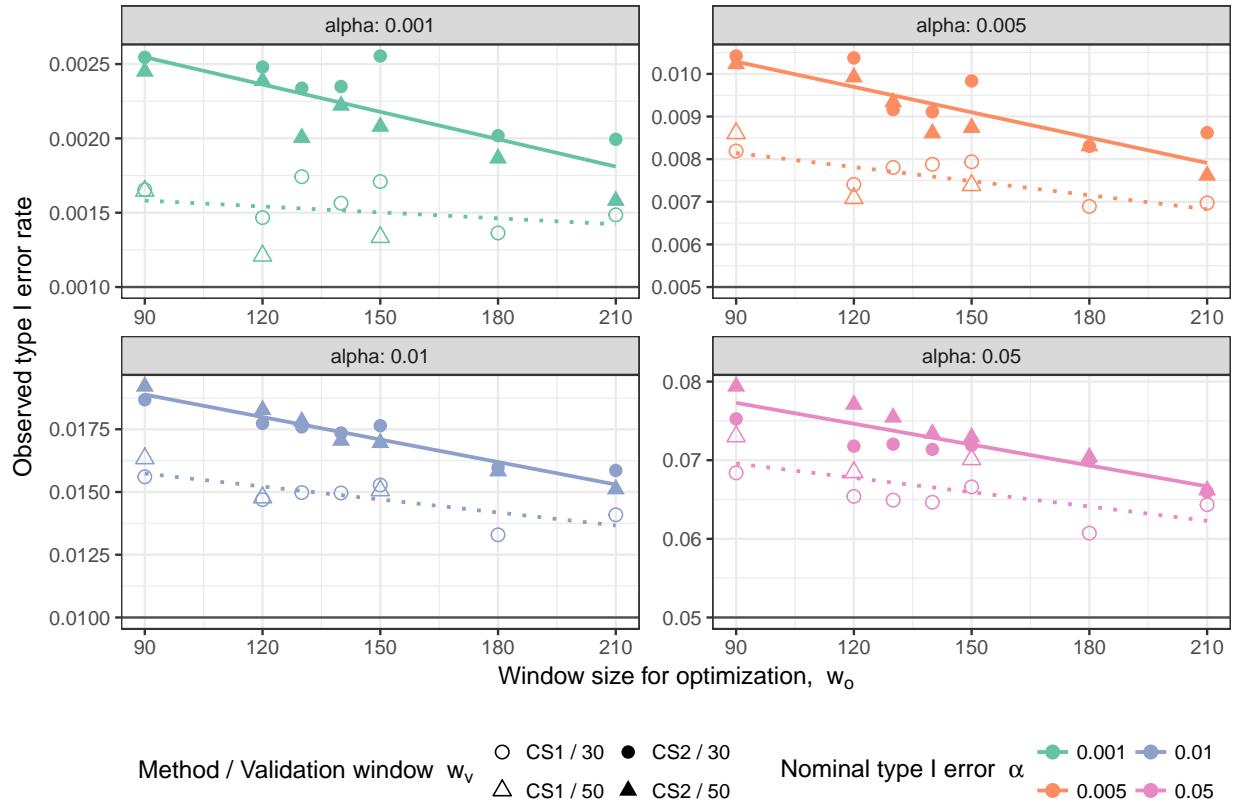 alpha: 0.001
alpha: 0.005
0.0025
0.0020
0.0015
0.0010
0.010
0.009
0.008
0.007
0.006
0.005
90 120 150 180 210
90 120 150 180 210
alpha: 0.01
alpha: 0.05
0.0175
0.0150
0.0125
0.0100
0.08
0.07
0.06
0.05
90 120 150 180 210
90 120 150 180 210
Observed type I error rate
Window size for optimization, wₒ
Method / Validation window wᵥ
CS1 / 30
CS2 / 30
CS1 / 50
CS2 / 50
Nominal type I error α
0.001
0.01
0.005
0.05